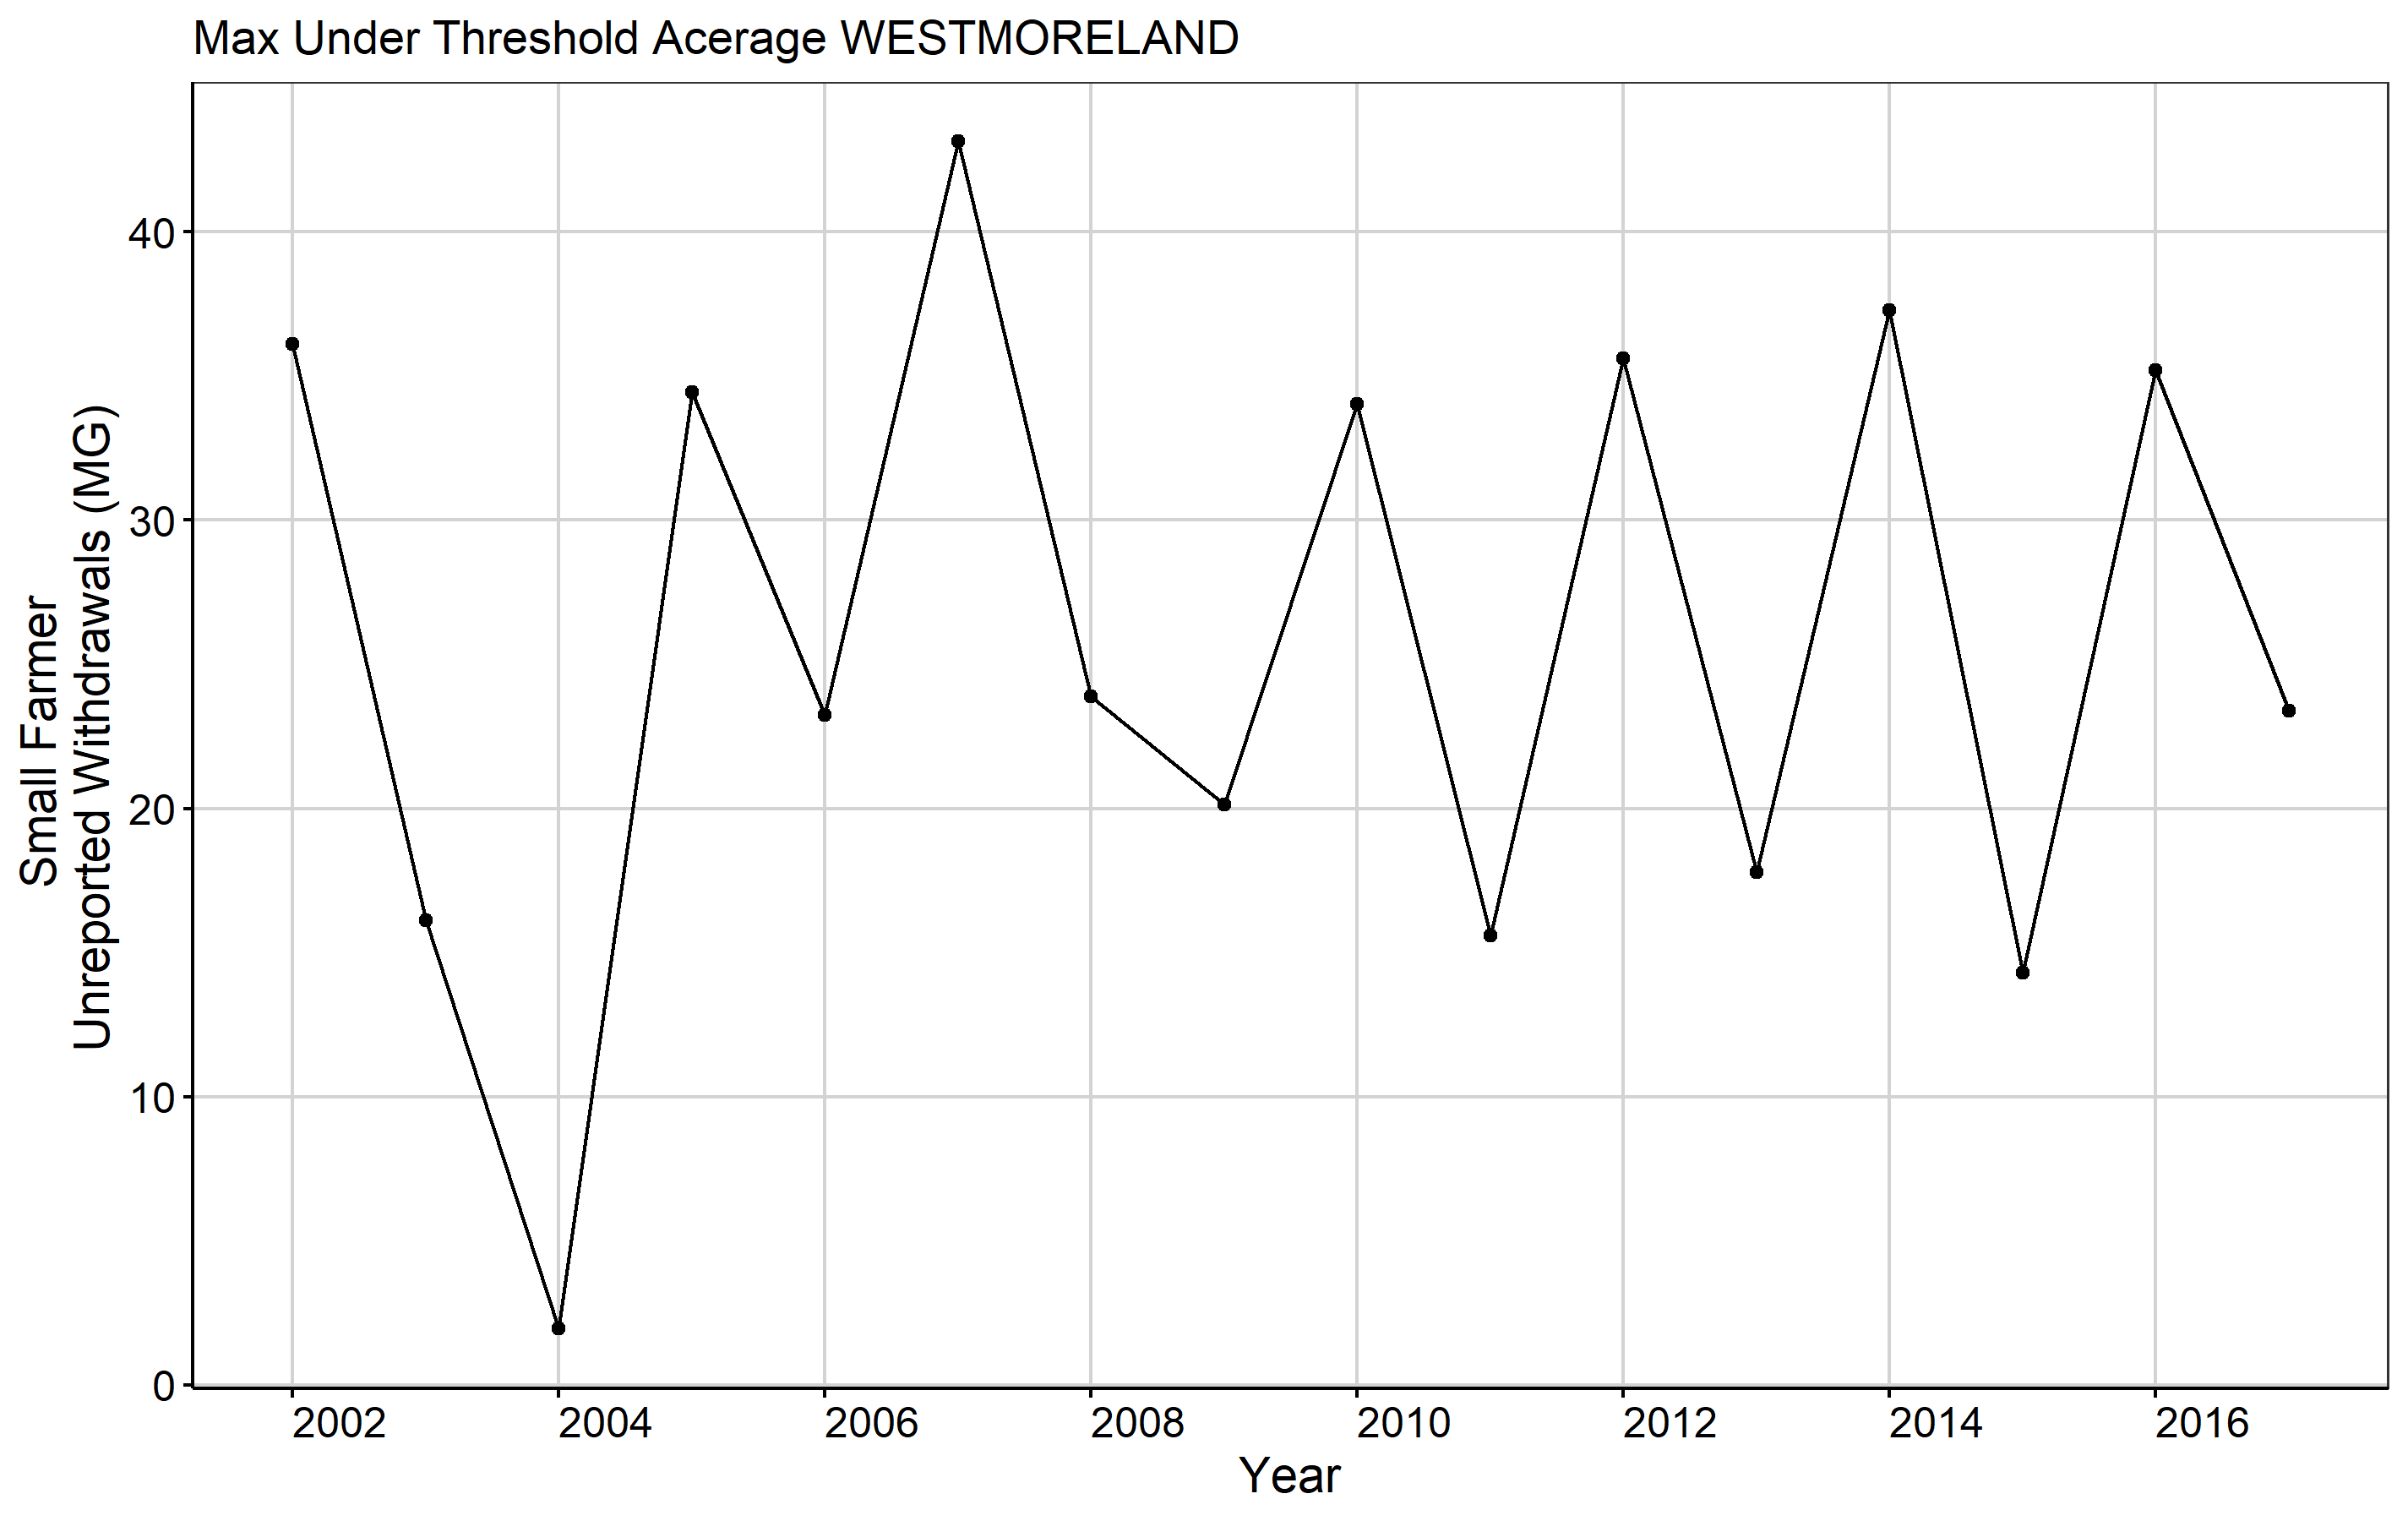 Max Under Threshold Acerage WESTMORELAND
Small Farmer
Unreported Withdrawals (MG)
40
30
20
10
0
2002 2004 2006 2008 2010 2012 2014 2016
Year